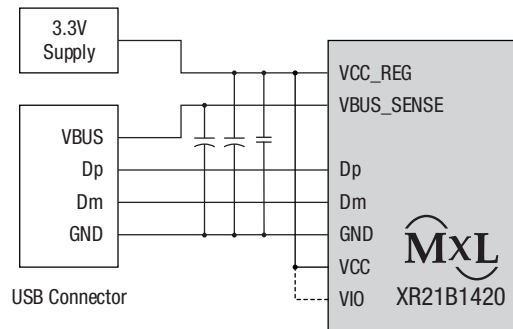 3.3V
Supply
VCC_REG
VBUS_SENSE
VBUS
Dp
Dm
GND
Dp
Dm
GND
VCC
VIO
MXL
XR21B1420
USB Connector